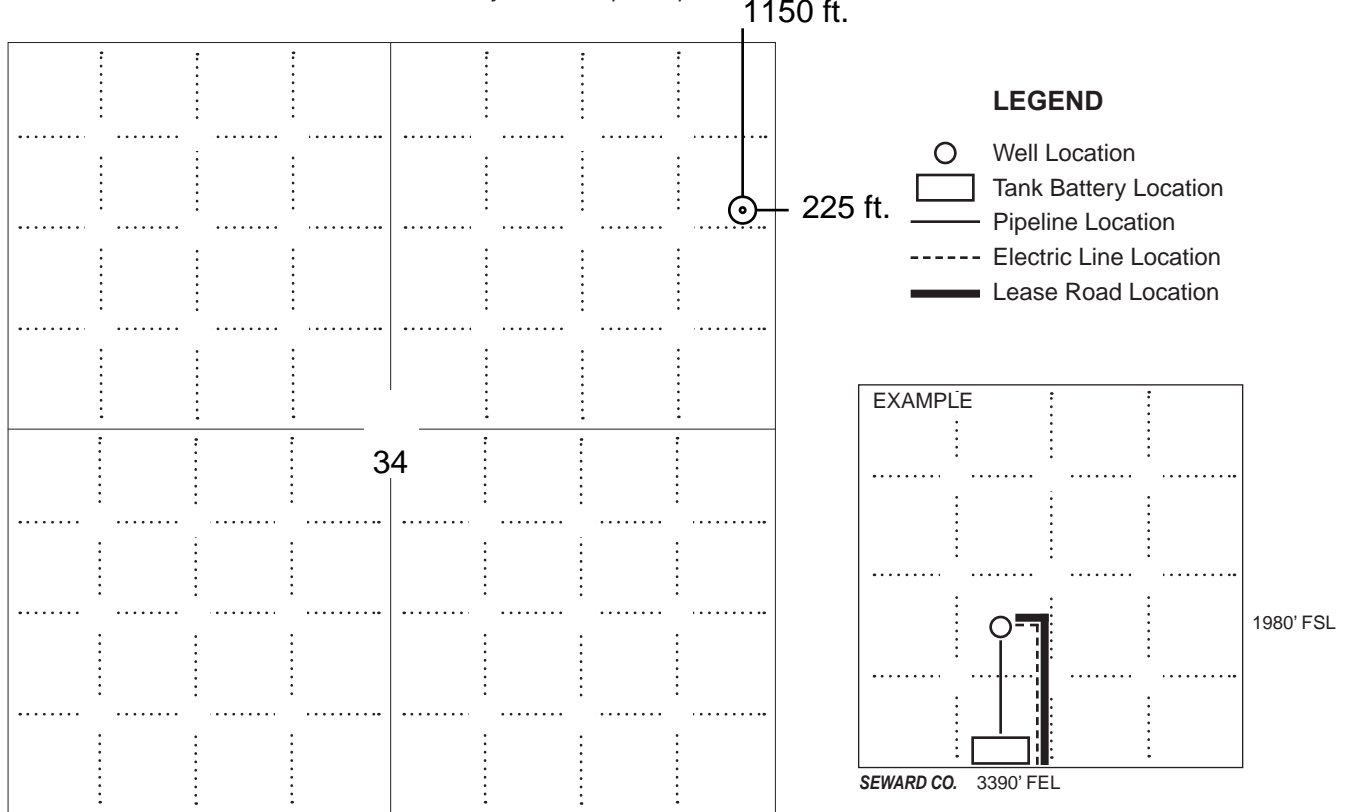 1150 ft.
225 ft.
34
LEGEND
Well Location
Tank Battery Location
Pipeline Location
Electric Line Location
Lease Road Location
EXAMPLE
1980' FSL
SEWARD CO. 3390' FEL